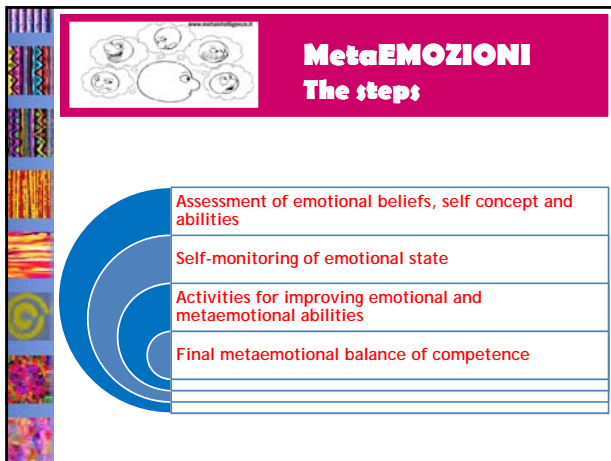 www.metaintelligenze.it
MetaEMOZIONI
The steps
Assessment of emotional beliefs, self concept and
abilities
Self-monitoring of emotional state
Activities for improving emotional and
metaemotional abilities
Final metaemotional balance of competence